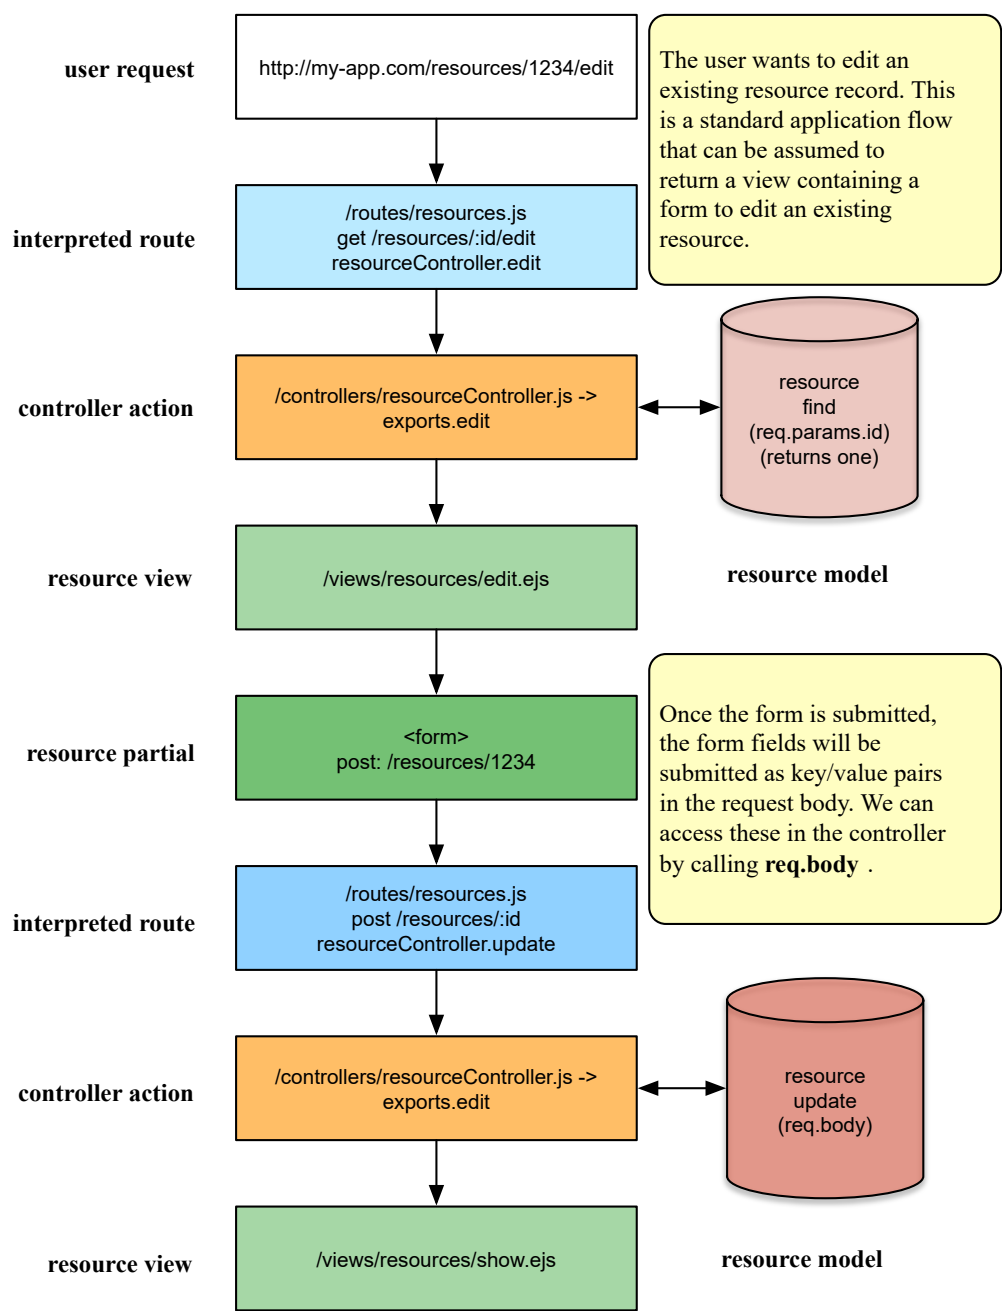 user request
http://my-app.com/resources/1234/edit
The user wants to edit an
existing resource record. This
is a standard application flow
that can be assumed to
return a view containing a
form to edit an existing
resource.
interpreted route
/routes/resources.js
get /resources/:id/edit
resourceController.edit
controller action
/controllers/resourceController.js ->
exports.edit
resource
find
(req.params.id)
(returns one)
resource view
/views/resources/edit.ejs
resource model
resource partial
<form>
post: /resources/1234
Once the form is submitted,
the form fields will be
submitted as key/value pairs
in the request body. We can
access these in the controller
by calling req.body .
interpreted route
/routes/resources.js
post /resources/:id
resourceController.update
controller action
/controllers/resourceController.js ->
exports.edit
resource
update
(req.body)
resource view
/views/resources/show.ejs
resource model